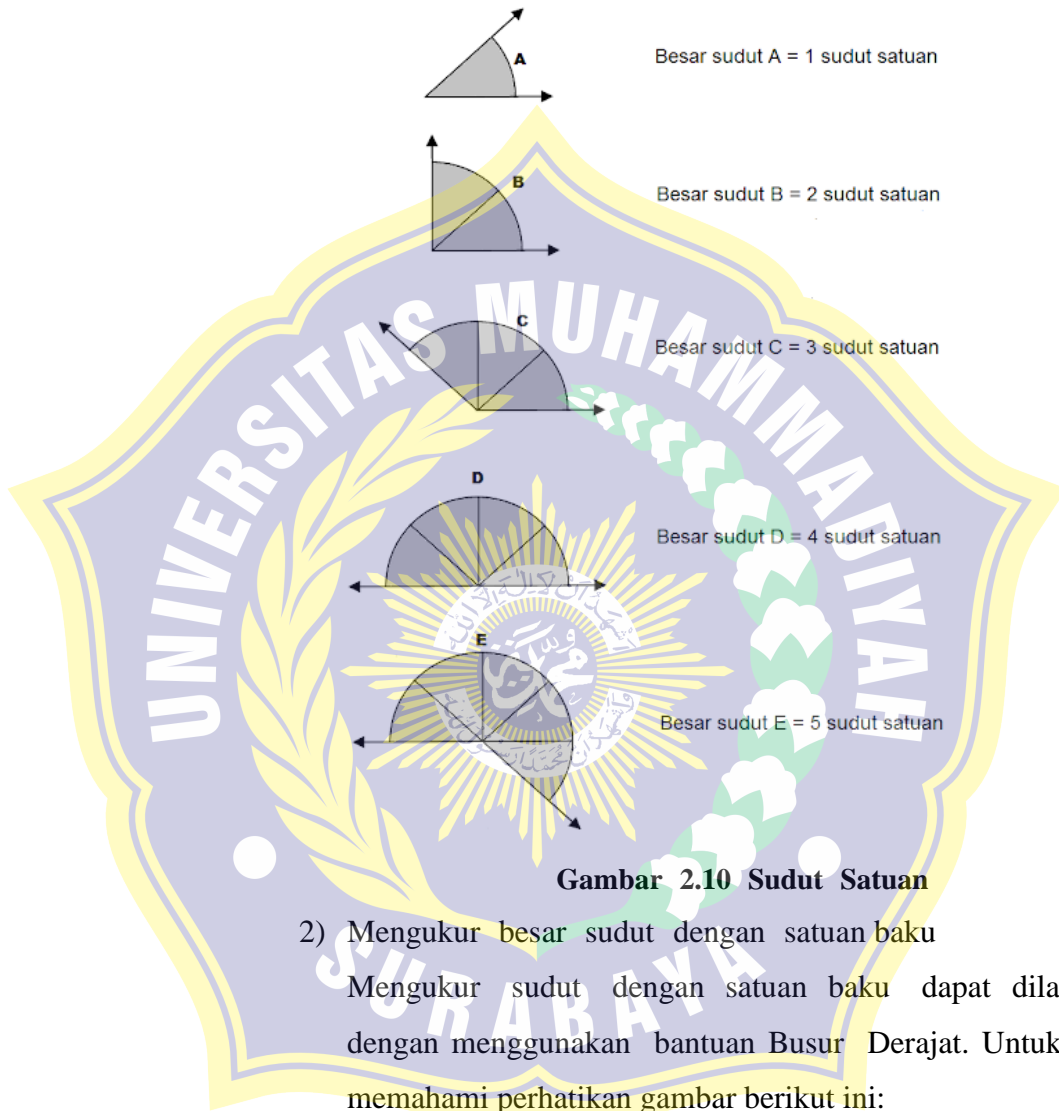 A
Besar sudut A = 1 sudut satuan
B
Besar sudut B = 2 sudut satuan
C
Besar sudut C = 3 sudut satuan
D
Besar sudut D = 4 sudut satuan
E
Besar sudut E = 5 sudut satuan
UNIVERSITAS MUHAMMADIYAH
SURABAYA
Gambar 2.10 Sudut Satuan
2) Mengukur besar sudut dengan satuan baku
Mengukur sudut dengan satuan baku dapat dila
dengan menggunakan bantuan Busur Derajat. Untuk
memahami perhatikan gambar berikut ini: